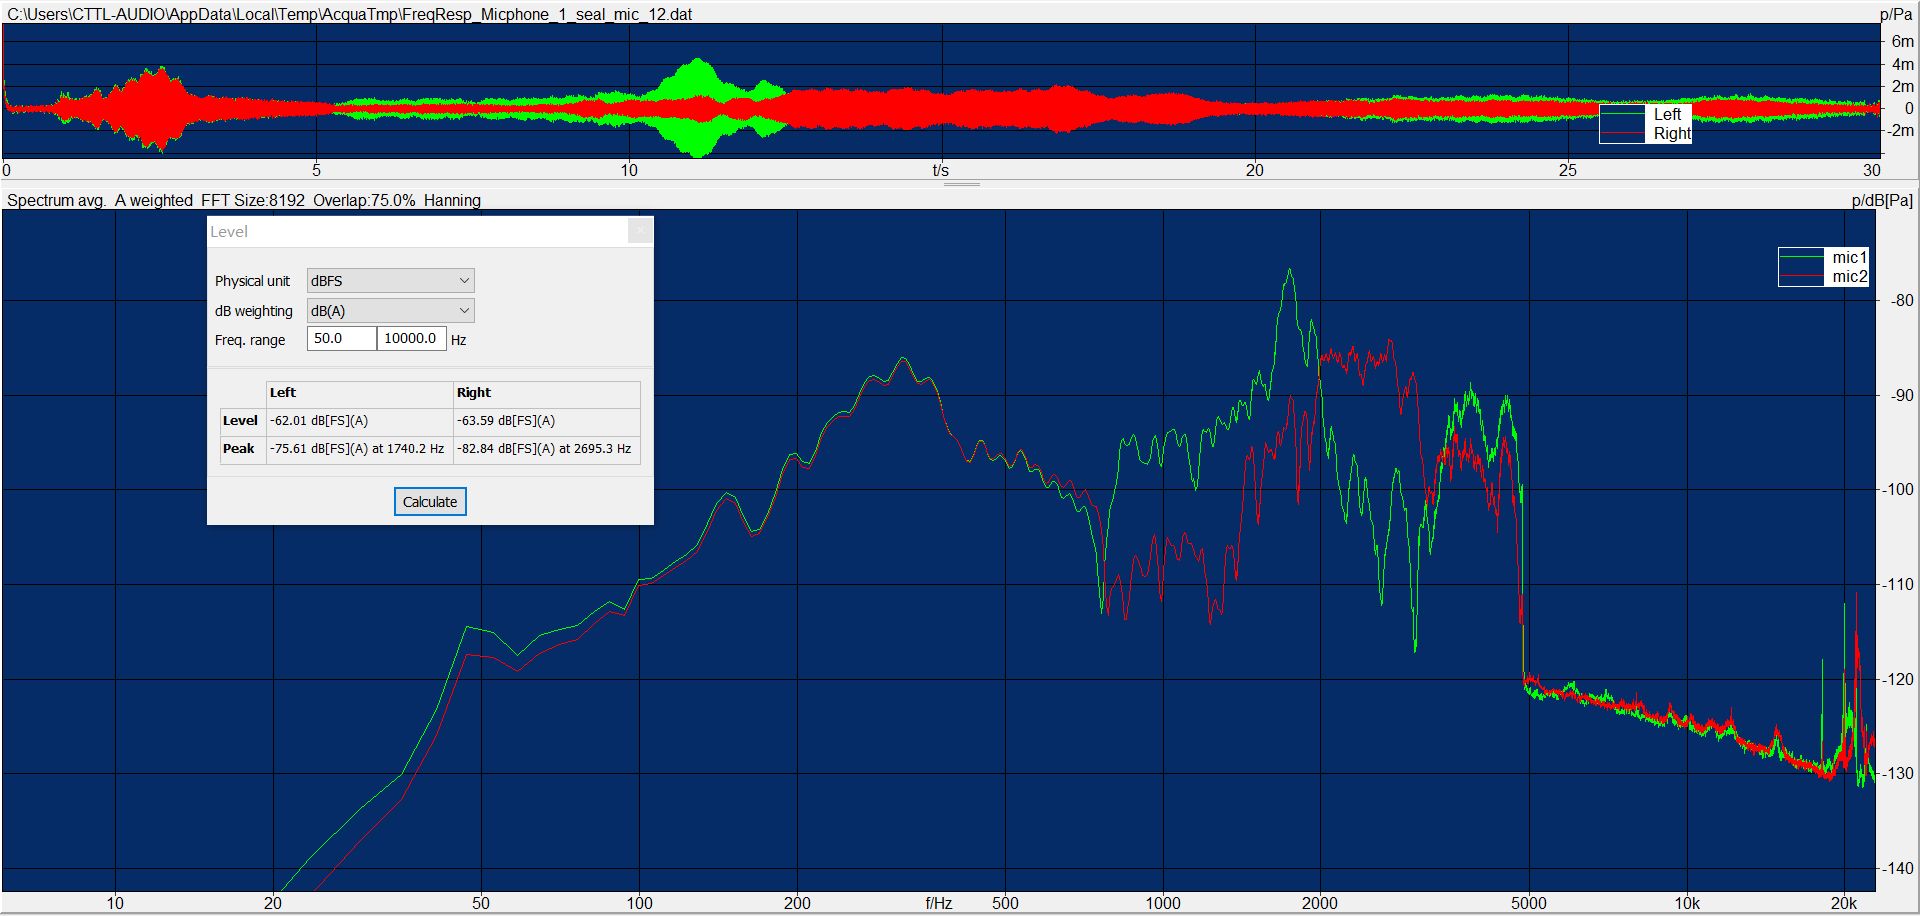 C:\Users\CTTL-AUDIO\AppData\Local\Temp\AcquaTmp\FreqResp_Micphone_1_seal_mic_12.dat p/Pa
6m
4m
2m
0
-2m
Left
Right
0 5 10 t/s 20 25 30
Spectrum avg. A weighted FFT Size:8192 Overlap:75.0% Hanning p/dB[Pa]
Level
Physical unit dBFS
dB weighting dB(A)
Freq. range 50.0 10000.0 Hz
Left Right
Level -62.01 dB[FS](A) -63.59 dB[FS](A)
Peak -75.61 dB[FS](A) at 1740.2 Hz -82.84 dB[FS](A) at 2695.3 Hz
Calculate
mic1
mic2
-80
-90
-100
-110
-120
-130
-140
10 20 50 100 200 f/Hz 500 1000 2000 5000 10k 20k